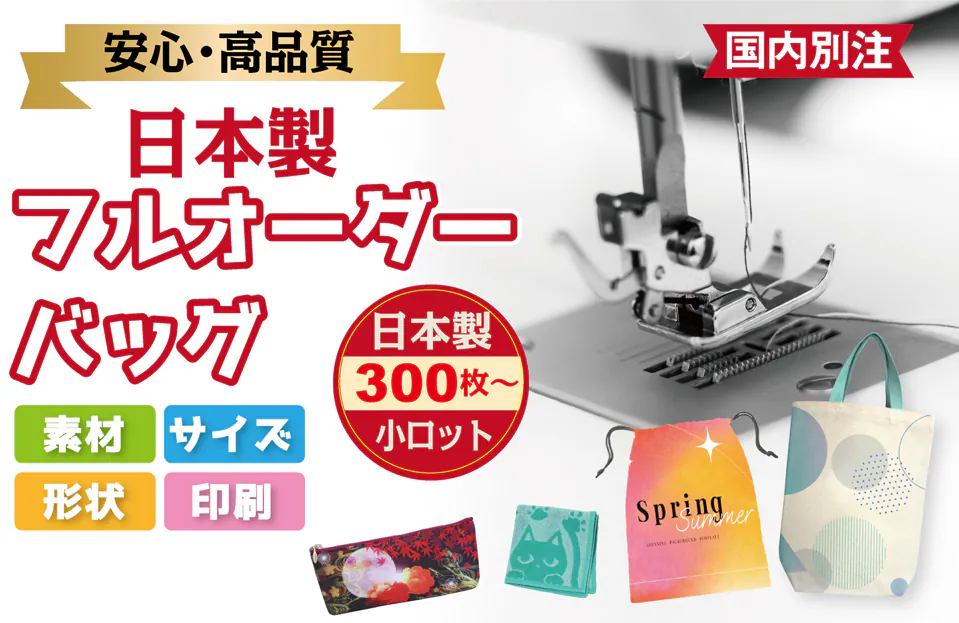 安心・高品質
国内別注
日本製
フルオーダー
バッグ
日本製
300枚～
小ロット
素材
サイズ
形状
印刷
Spring
Summer